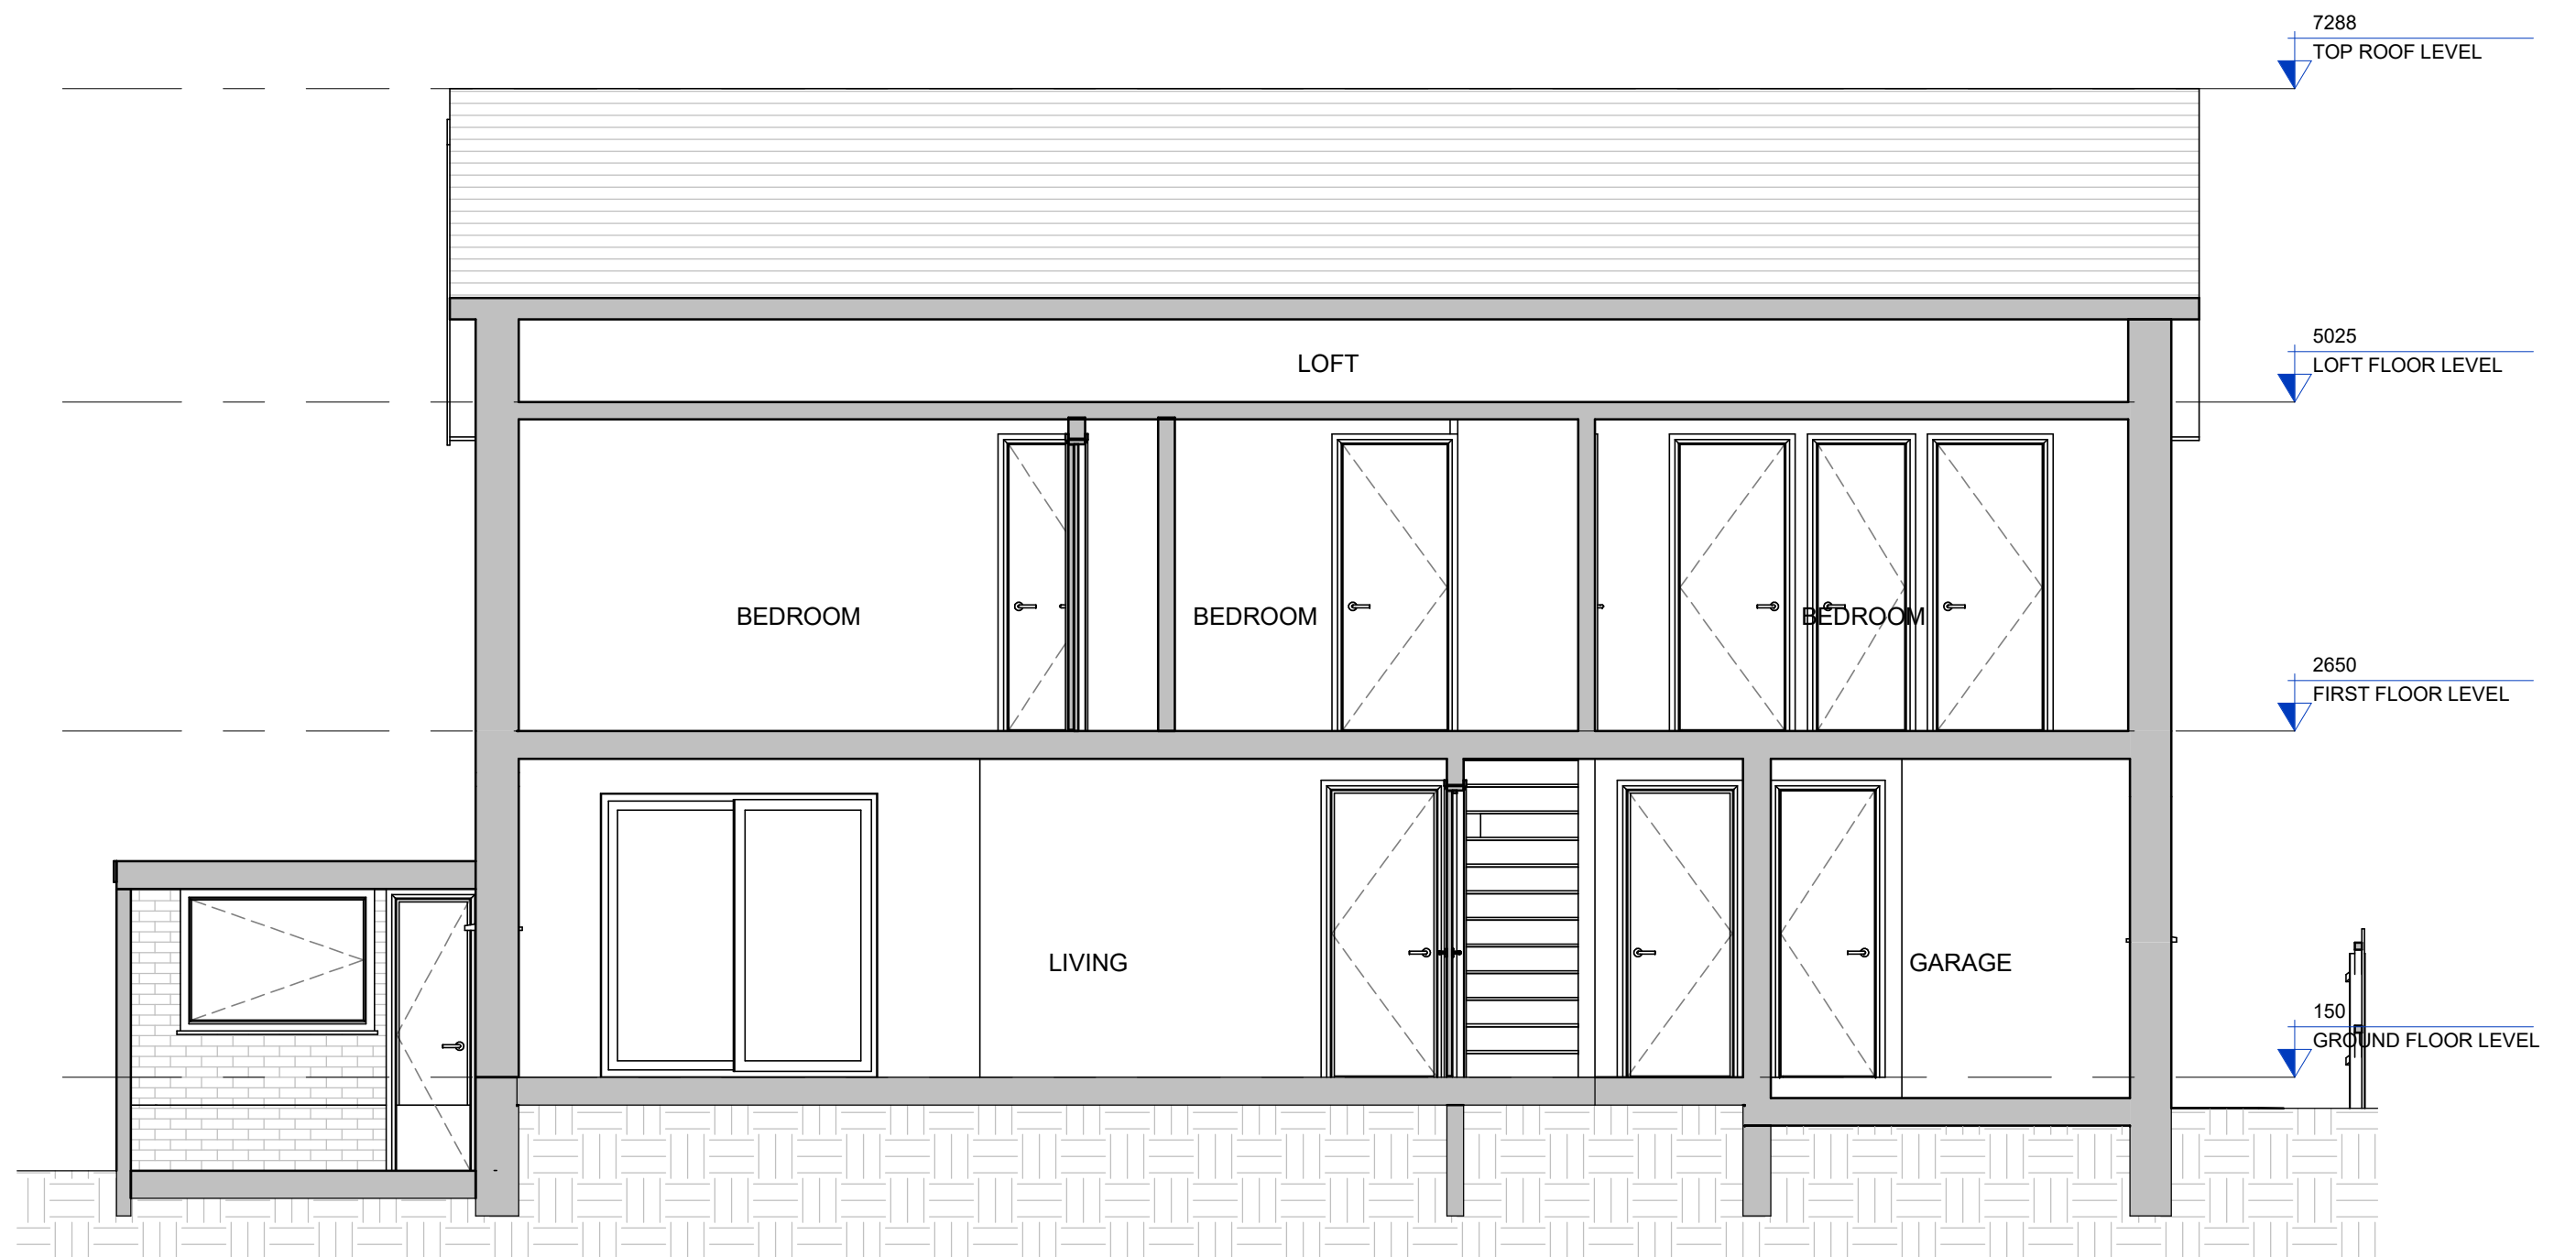 7288
TOP ROOF LEVEL
5025
LOFT FLOOR LEVEL
LOFT
BEDROOM
BEDROOM
BEDROOM
2650
FIRST FLOOR LEVEL
LIVING
GARAGE
150
GROUND FLOOR LEVEL